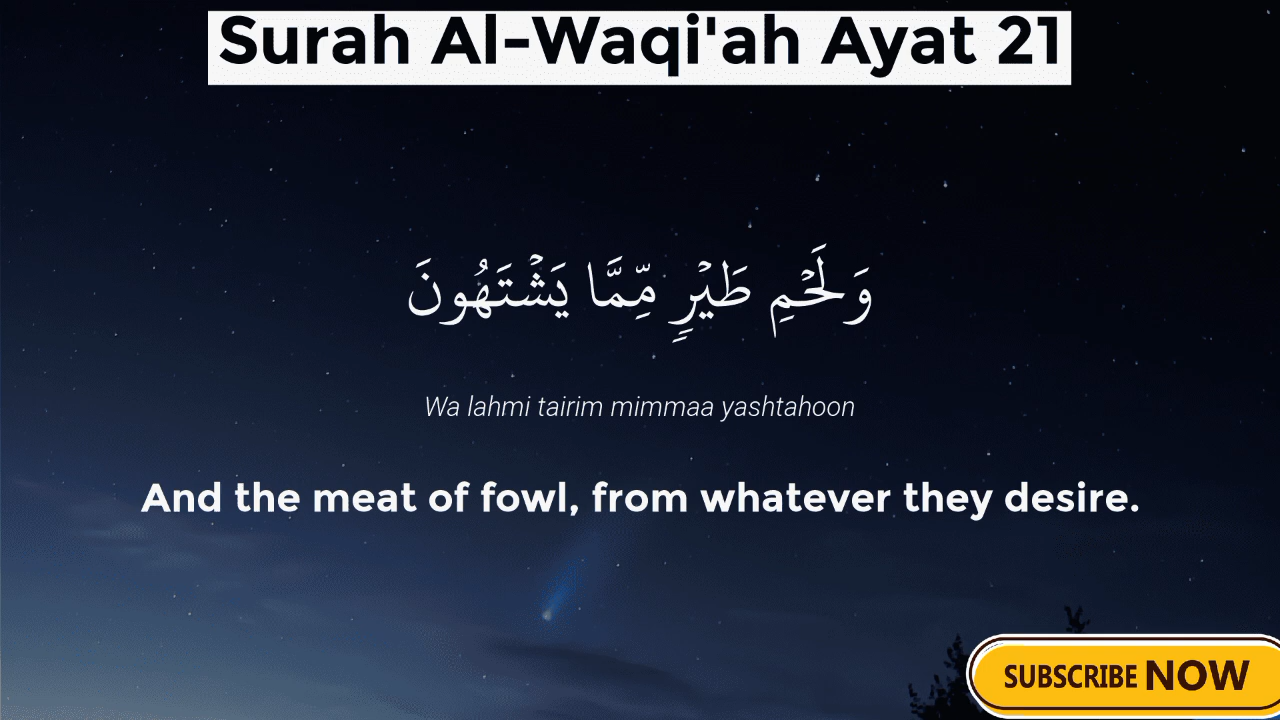 Surah Al-Waqi'ah Ayat 21
وَلَحْمِ طَيْرٍ مِّمَّا يَشْتَهُونَ
Wa lahmi tairim mimmaa yashtahoon
And the meat of fowl, from whatever they desire.
SUBSCRIBE NOW